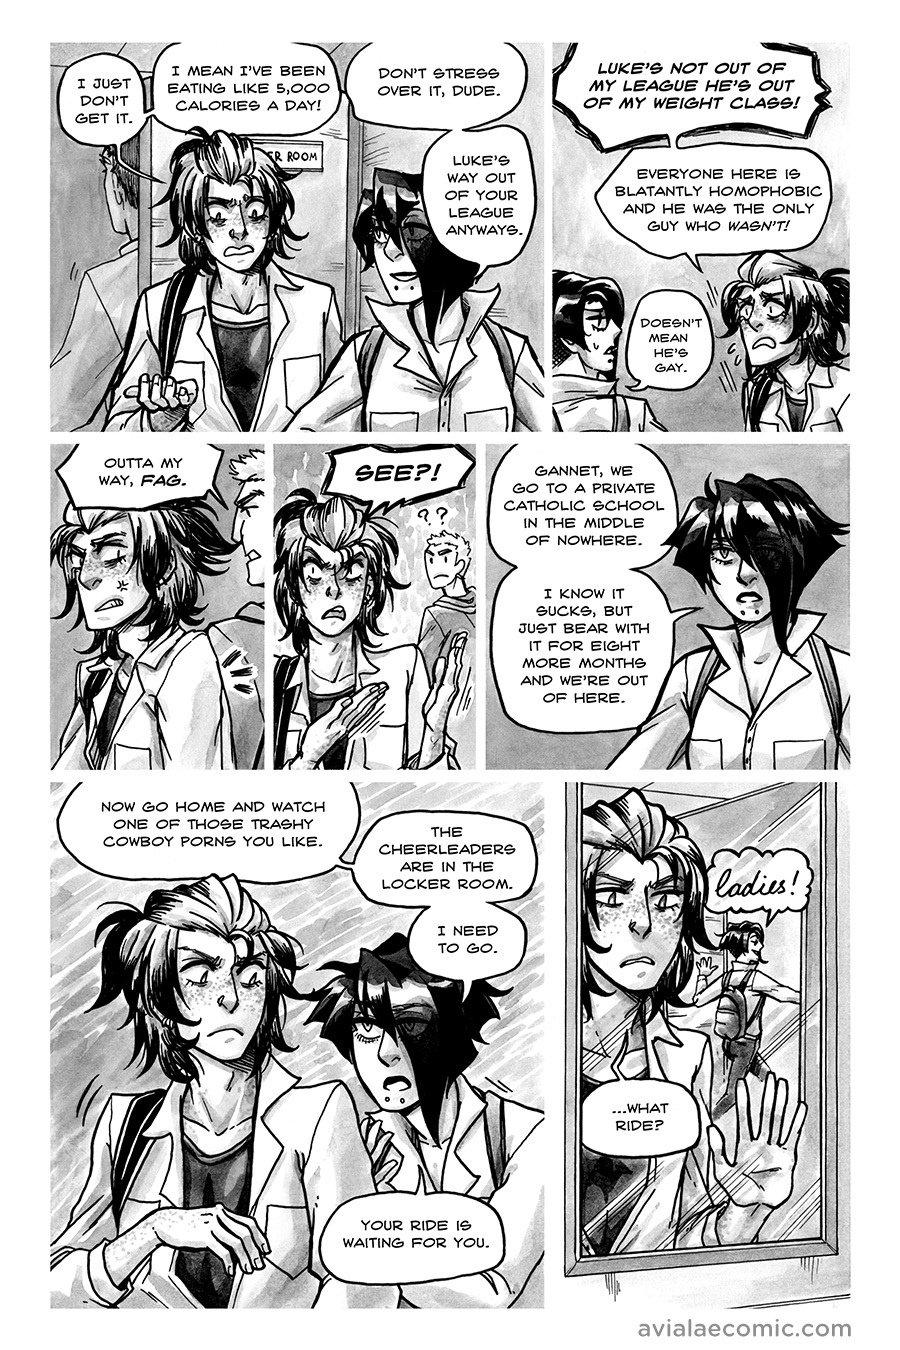 I JUST
DON'T
GET IT.
I MEAN I'VE BEEN
EATING LIKE 5,000
CALORIES A DAY!
DON'T STRESS
OVER IT, DUDE.
LUKE'S
WAY OUT
OF YOUR
LEAGUE
ANYWAYS.
ER ROOM
LUKE'S NOT OUT OF
MY LEAGUE HE'S OUT
OF MY WEIGHT CLASS!
EVERYONE HERE IS
BLATANTLY HOMOPHOBIC
AND HE WAS THE ONLY
GUY WHO WASN'T!
DOESN'T
MEAN
HE'S
GAY.
OUTTA MY
WAY, FAG.
SEE?!
? ?
GANNET, WE
GO TO A PRIVATE
CATHOLIC SCHOOL
IN THE MIDDLE
OF NOWHERE.
I KNOW IT
SUCKS, BUT
JUST BEAR WITH
IT FOR EIGHT
MORE MONTHS
AND WE'RE OUT
OF HERE.
NOW GO HOME AND WATCH
ONE OF THOSE TRASHY
COWBOY PORNS YOU LIKE.
THE
CHEERLEADERS
ARE IN THE
LOCKER ROOM.
I NEED
TO GO.
YOUR RIDE IS
WAITING FOR YOU.
ladies!
...WHAT
RIDE?
avialaecomic.com